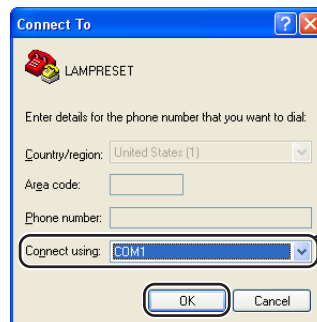 Connect To
LAMPRESET
Enter details for the phone number that you want to dial:
Country/region: United States (1)
Area code:
Phone number:
Connect using: COM1
OK Cancel